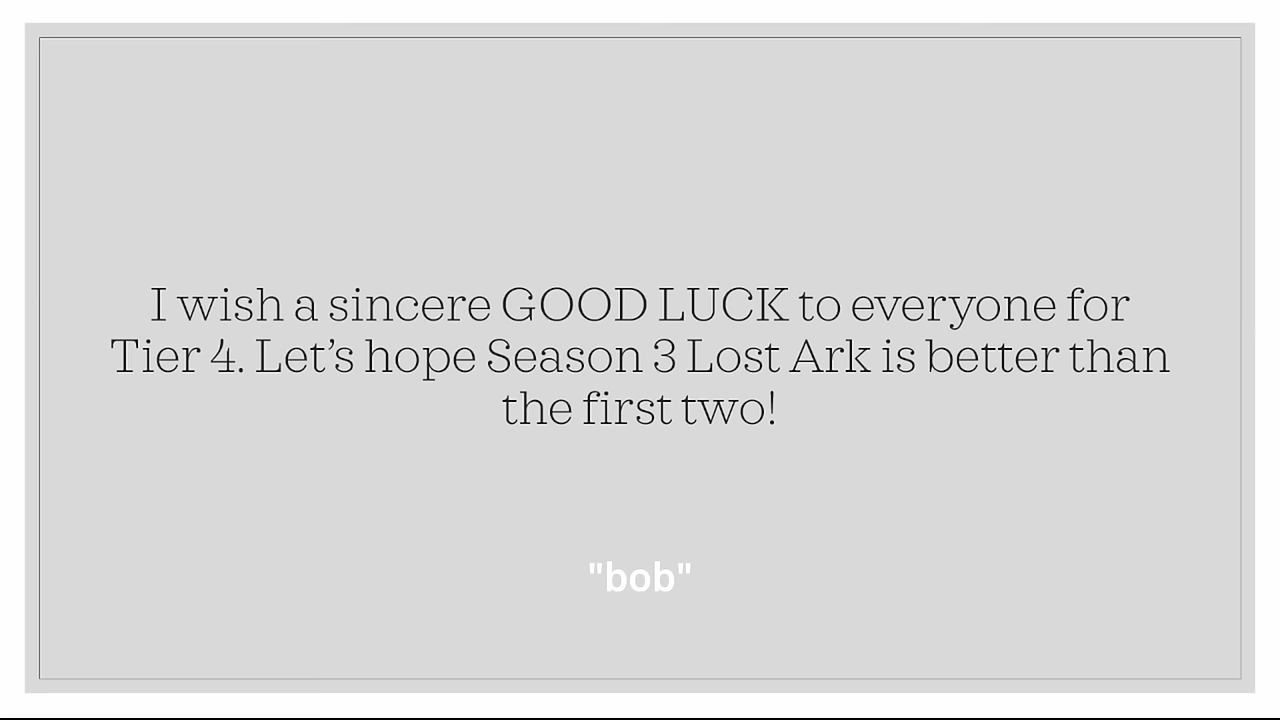 I wish a sincere GOOD LUCK to everyone for
Tier 4. Let’s hope Season 3 Lost Ark is better than
the first two!
"bob"